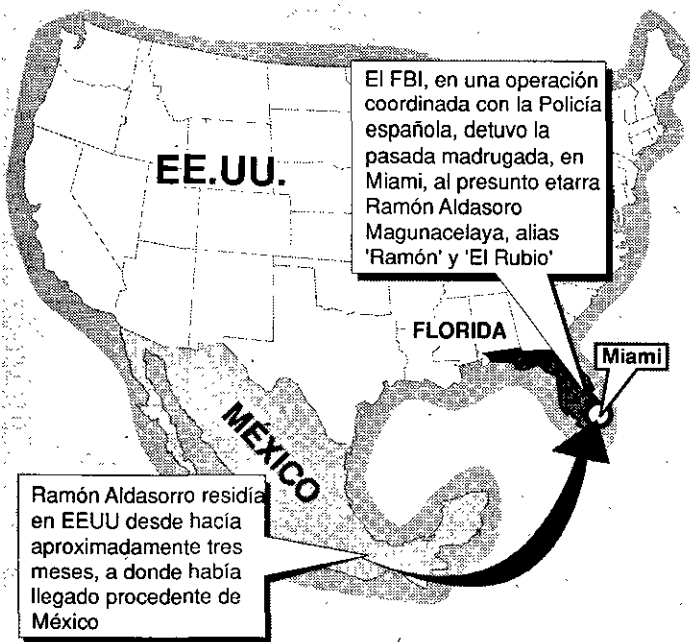 El FBI, en una operación
coordinada con la Policía
española, detuvo la
pasada madrugada, en
Miami, al presunto etarra
Ramón Aldasoro
Magunacelaya, alias
'Ramón' y 'El Rubio'
EE.UU.
FLORIDA
Miami
MÉXICO
Ramón Aldasorro residía
en EEUU desde hacía
aproximadamente tres
meses, a donde había
llegado procedente de
México